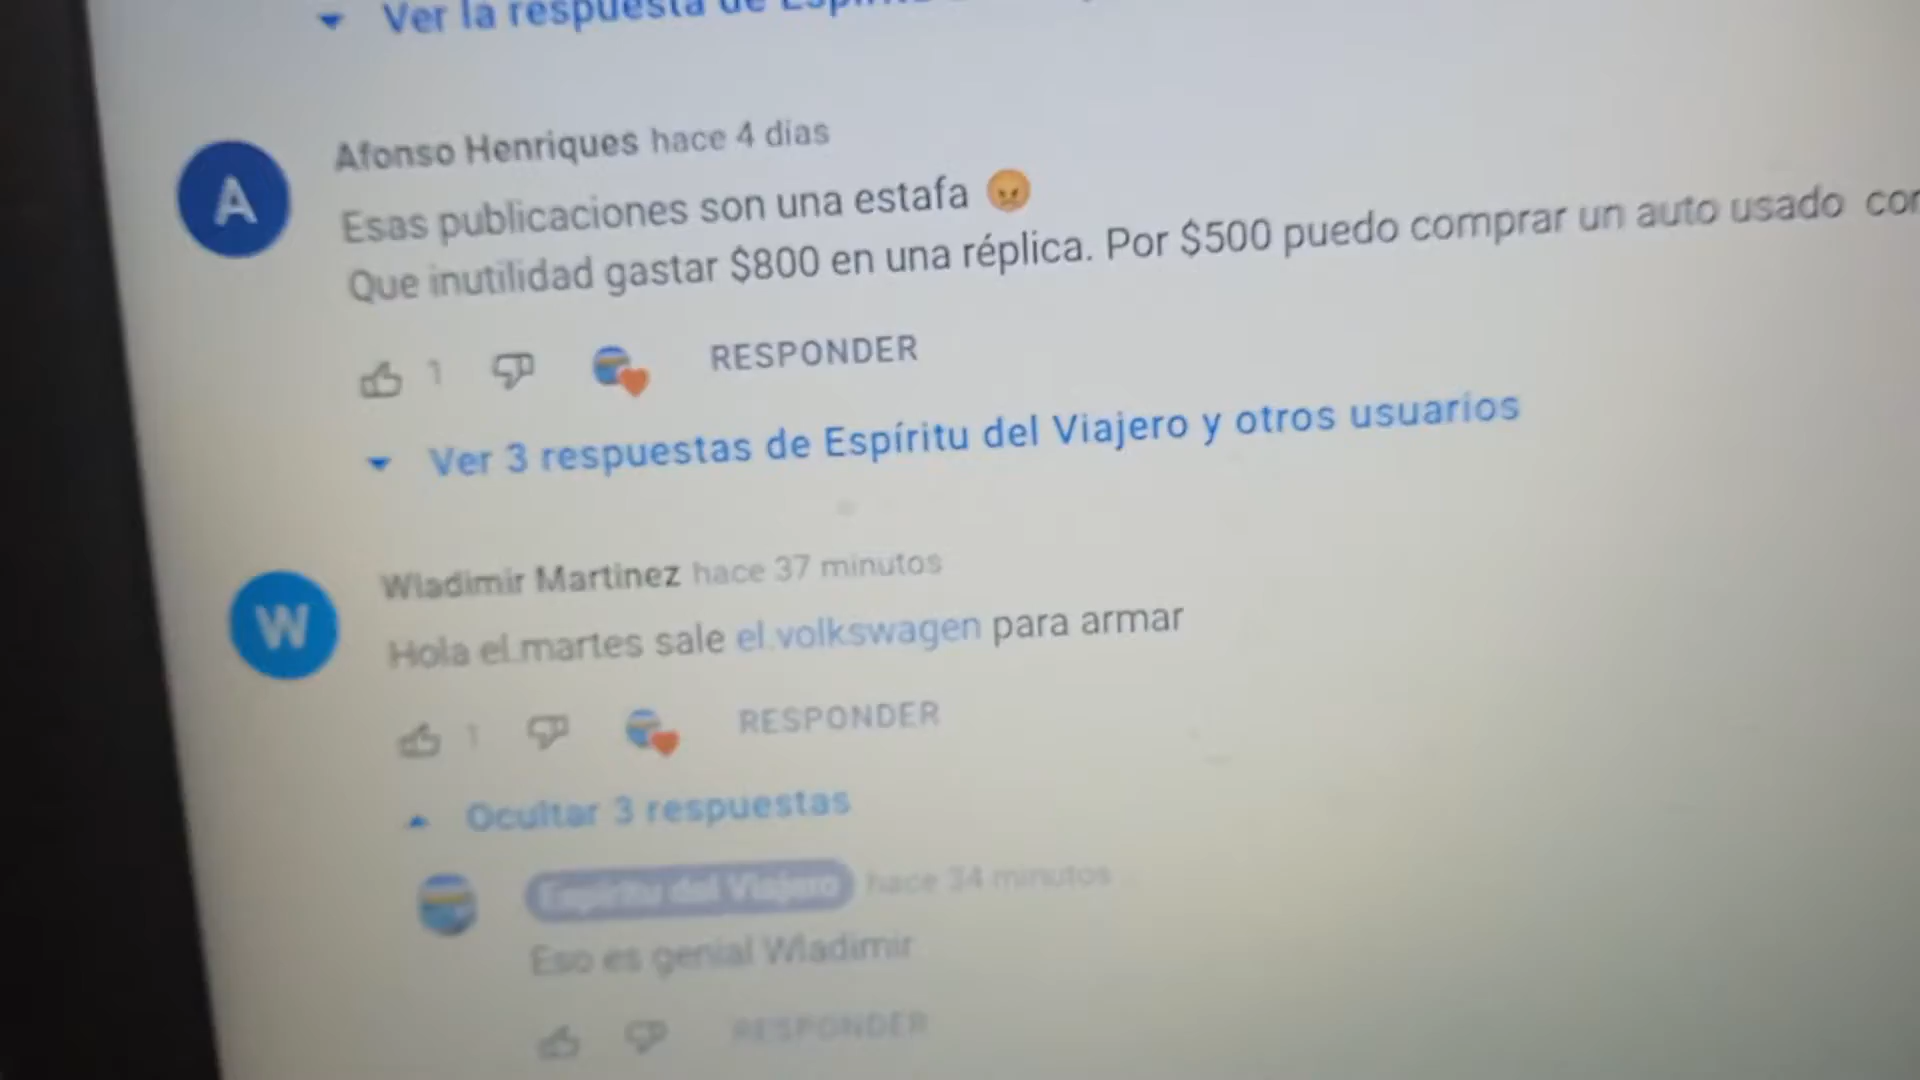 Ver la respuesta de
A
Afonso Henriques hace 4 días
Esas publicaciones son una estafa 😡
Que inutilidad gastar $800 en una réplica. Por $500 puedo comprar un auto usado
1
RESPONDER
Ver 3 respuestas de Espíritu del Viajero y otros usuarios
W
Wladimir Martinez hace 37 minutos
Hola el.martes sale el.volkswagen para armar
1
RESPONDER
Ocultar 3 respuestas
Espíritu del Viajero hace 34 minutos
Eso es genial Wladimir
RESPONDER